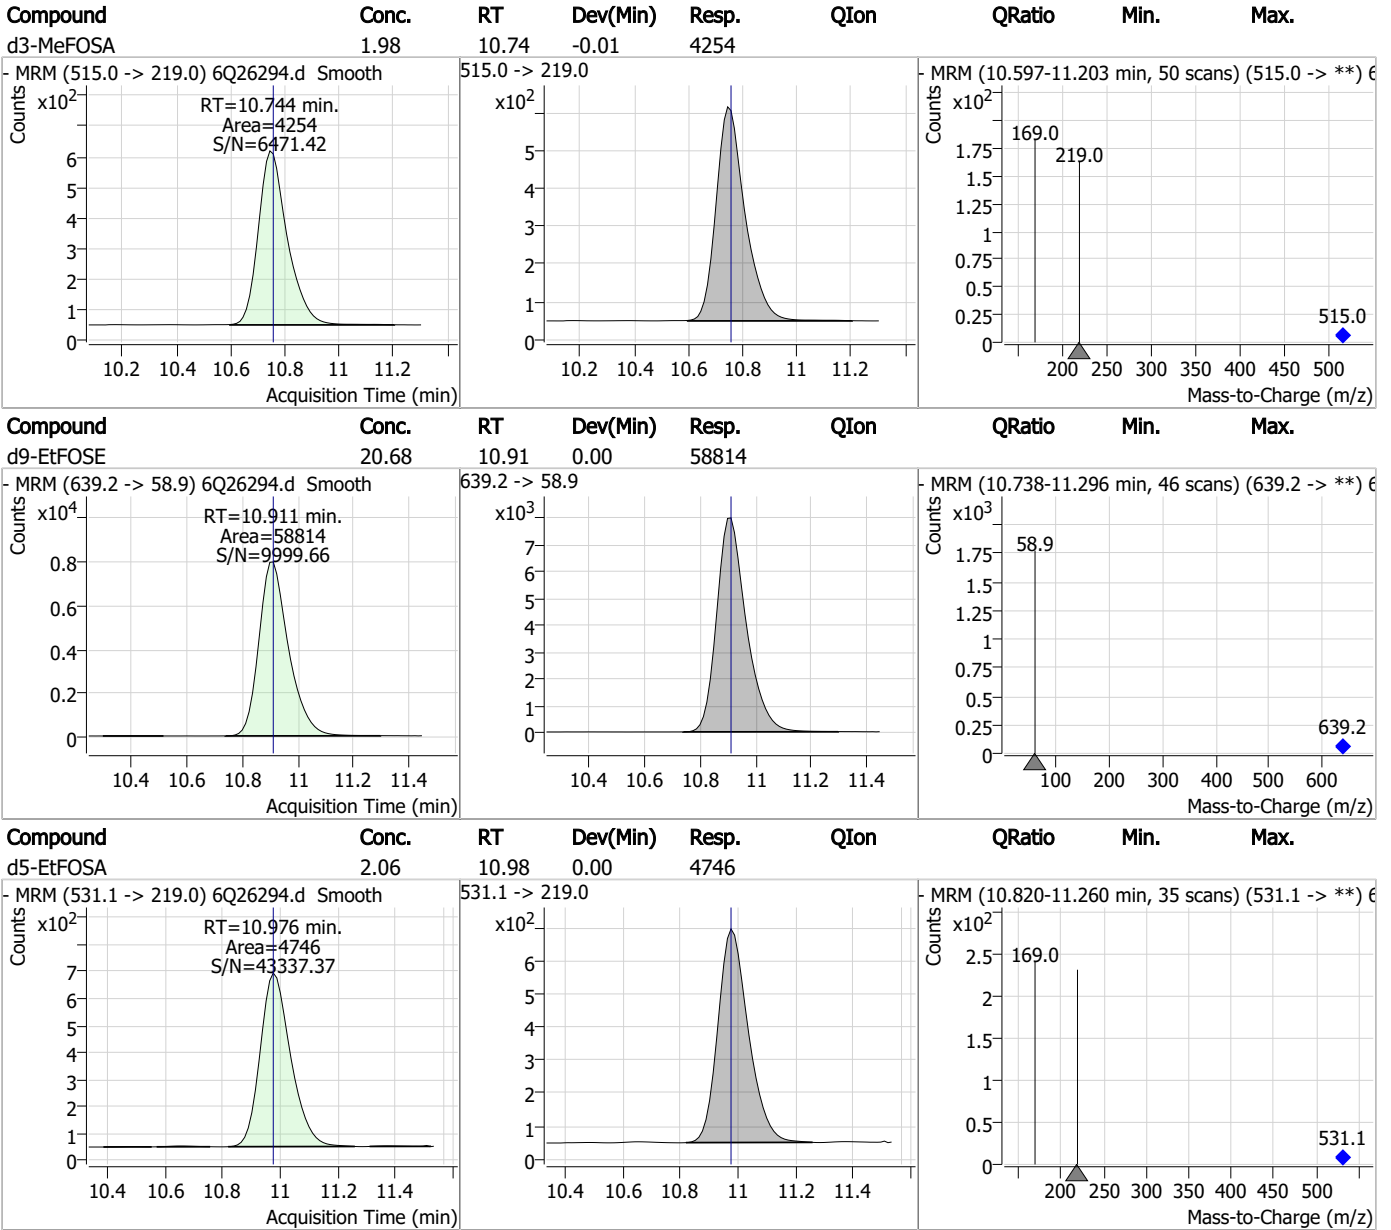 Compound Conc. RT Dev(Min) Resp. QIon QRatio Min. Max.
d3-MeFOSA 1.98 10.74 -0.01 4254
- MRM (515.0 -> 219.0) 6Q26294.d Smooth
515.0 -> 219.0
- MRM (10.597-11.203 min, 50 scans) (515.0 -> **) 6
Counts
x10²
RT=10.744 min.
Area=4254
S/N=6471.42
6
5
4
3
2
1
0
10.2 10.4 10.6 10.8 11 11.2
Acquisition Time (min)
x10²
5
4
3
2
1
0
10.2 10.4 10.6 10.8 11 11.2
Counts
x10²
169.0
219.0
1.75
1.5
1.25
1
0.75
0.5
0.25
0
515.0
200 250 300 350 400 450 500
Mass-to-Charge (m/z)
Compound Conc. RT Dev(Min) Resp. QIon QRatio Min. Max.
d9-EtFOSE 20.68 10.91 0.00 58814
- MRM (639.2 -> 58.9) 6Q26294.d Smooth
639.2 -> 58.9
- MRM (10.738-11.296 min, 46 scans) (639.2 -> **) 6
Counts
x10⁴
RT=10.911 min.
Area=58814
S/N=9999.66
0.8
0.6
0.4
0.2
0
10.4 10.6 10.8 11 11.2 11.4
Acquisition Time (min)
x10³
7
6
5
4
3
2
1
0
10.4 10.6 10.8 11 11.2 11.4
Counts
x10³
58.9
1.75
1.5
1.25
1
0.75
0.5
0.25
0
639.2
100 200 300 400 500 600
Mass-to-Charge (m/z)
Compound Conc. RT Dev(Min) Resp. QIon QRatio Min. Max.
d5-EtFOSA 2.06 10.98 0.00 4746
- MRM (531.1 -> 219.0) 6Q26294.d Smooth
531.1 -> 219.0
- MRM (10.820-11.260 min, 35 scans) (531.1 -> **) 6
Counts
x10²
RT=10.976 min.
Area=4746
S/N=43337.37
7
6
5
4
3
2
1
0
10.4 10.6 10.8 11 11.2 11.4
Acquisition Time (min)
x10²
6
5
4
3
2
1
0
10.4 10.6 10.8 11 11.2 11.4
Counts
x10²
169.0
2.5
2
1.5
1
0.5
0
531.1
200 250 300 350 400 450 500
Mass-to-Charge (m/z)